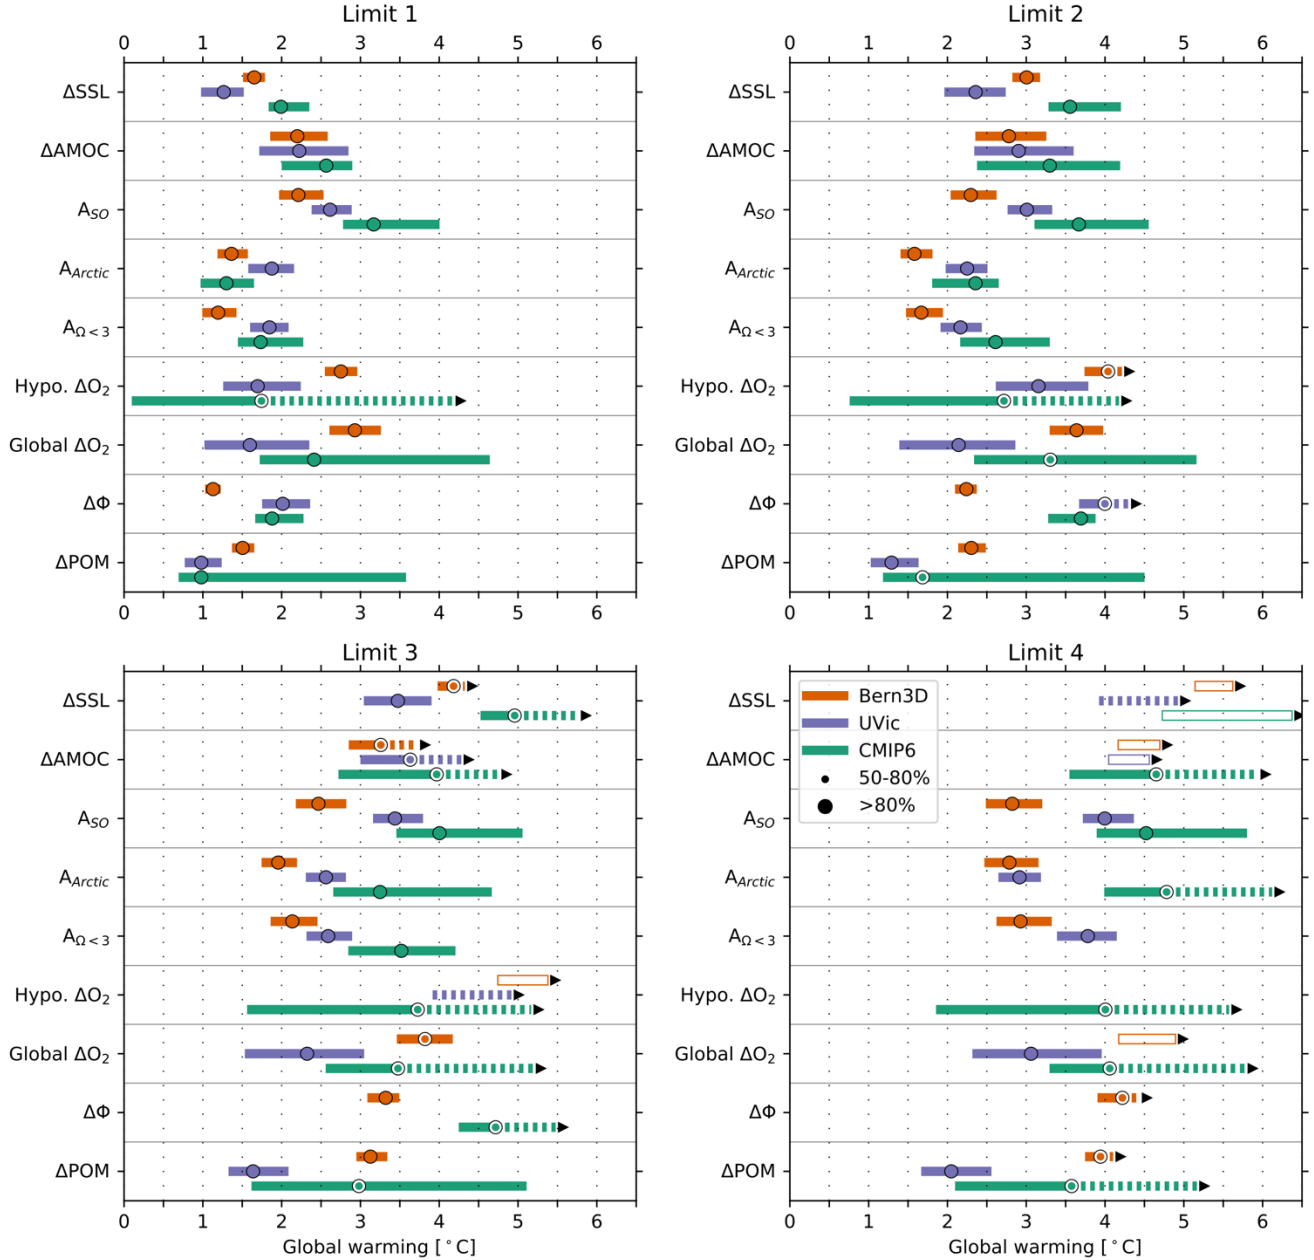 Limit 1
0 1 2 3 4 5 6
ΔSSL
ΔAMOC
A_SO
A_Arctic
A_Ω<3
Hypo. ΔO₂
Global ΔO₂
ΔΦ
ΔPOM
0 1 2 3 4 5 6
Limit 2
0 1 2 3 4 5 6
ΔSSL
ΔAMOC
A_SO
A_Arctic
A_Ω<3
Hypo. ΔO₂
Global ΔO₂
ΔΦ
ΔPOM
0 1 2 3 4 5 6
Limit 3
ΔSSL
ΔAMOC
A_SO
A_Arctic
A_Ω<3
Hypo. ΔO₂
Global ΔO₂
ΔΦ
ΔPOM
0 1 2 3 4 5 6
Global warming [°C]
Limit 4
Bern3D
UVic
CMIP6
50-80%
>80%
ΔSSL
ΔAMOC
A_SO
A_Arctic
A_Ω<3
Hypo. ΔO₂
Global ΔO₂
ΔΦ
ΔPOM
0 1 2 3 4 5 6
Global warming [°C]